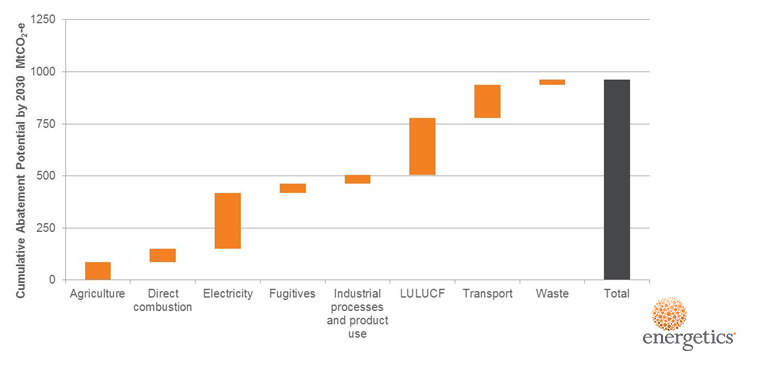 Cumulative Abatement Potential by 2030 MtCO₂-e
1250
1000
750
500
250
0
Agriculture
Direct
combustion
Electricity
Fugitives
Industrial
processes
and product
use
LULUCF
Transport
Waste
Total
energetics